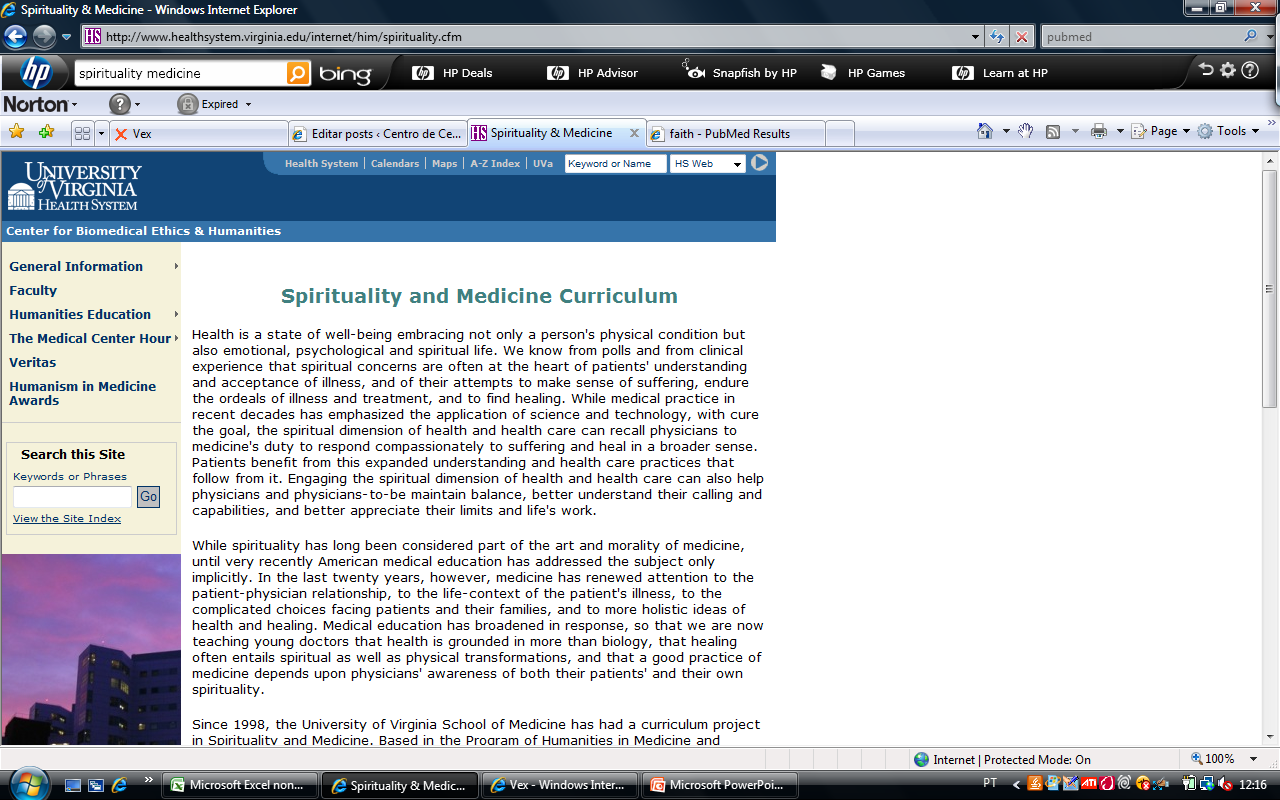 Spirituality & Medicine - Windows Internet Explorer
http://www.healthsystem.virginia.edu/internet/him/spirituality.cfm
pubmed
hp
spirituality medicine
bing
HP Deals
HP Advisor
Snapfish by HP
HP Games
Learn at HP
Norton
Expired
Vex
Editar posts ‹ Centro de Ce...
HS Spirituality & Medicine
faith - PubMed Results
Page
Tools
UNIVERSITY
of VIRGINIA
HEALTH SYSTEM
Health System | Calendars | Maps | A-Z Index | UVa
Keyword or Name
HS Web
Center for Biomedical Ethics & Humanities
General Information
Faculty
Humanities Education
The Medical Center Hour
Veritas
Humanism in Medicine
Awards
Search this Site
Keywords or Phrases
Go
View the Site Index
Spirituality and Medicine Curriculum
Health is a state of well-being embracing not only a person's physical condition but
also emotional, psychological and spiritual life. We know from polls and from clinical
experience that spiritual concerns are often at the heart of patients' understanding
and acceptance of illness, and of their attempts to make sense of suffering, endure
the ordeals of illness and treatment, and to find healing. While medical practice in
recent decades has emphasized the application of science and technology, with cure
the goal, the spiritual dimension of health and health care can recall physicians to
medicine's duty to respond compassionately to suffering and heal in a broader sense.
Patients benefit from this expanded understanding and health care practices that
follow from it. Engaging the spiritual dimension of health and health care can also help
physicians and physicians-to-be maintain balance, better understand their calling and
capabilities, and better appreciate their limits and life's work.
While spirituality has long been considered part of the art and morality of medicine,
until very recently American medical education has addressed the subject only
implicitly. In the last twenty years, however, medicine has renewed attention to the
patient-physician relationship, to the life-context of the patient's illness, to the
complicated choices facing patients and their families, and to more holistic ideas of
health and healing. Medical education has broadened in response, so that we are now
teaching young doctors that health is grounded in more than biology, that healing
often entails spiritual as well as physical transformations, and that a good practice of
medicine depends upon physicians' awareness of both their patients' and their own
spirituality.
Since 1998, the University of Virginia School of Medicine has had a curriculum project
in Spirituality and Medicine. Based in the Program of Humanities in Medicine and
Internet | Protected Mode: On
100%
Microsoft Excel non...
Spirituality & Medic...
Vex - Windows Inter...
Microsoft PowerPoi...
PT
ATI
12:16